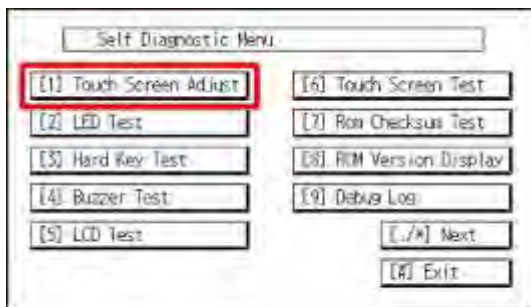 Self Diagnostic Menu
[1] Touch Screen Adjust
[2] LED Test
[3] Hard Key Test
[4] Buzzer Test
[5] LCD Test
[6] Touch Screen Test
[7] Rom Checksum Test
[8] ROM Version Display
[9] Debug Log
[./*] Next
[#] Exit